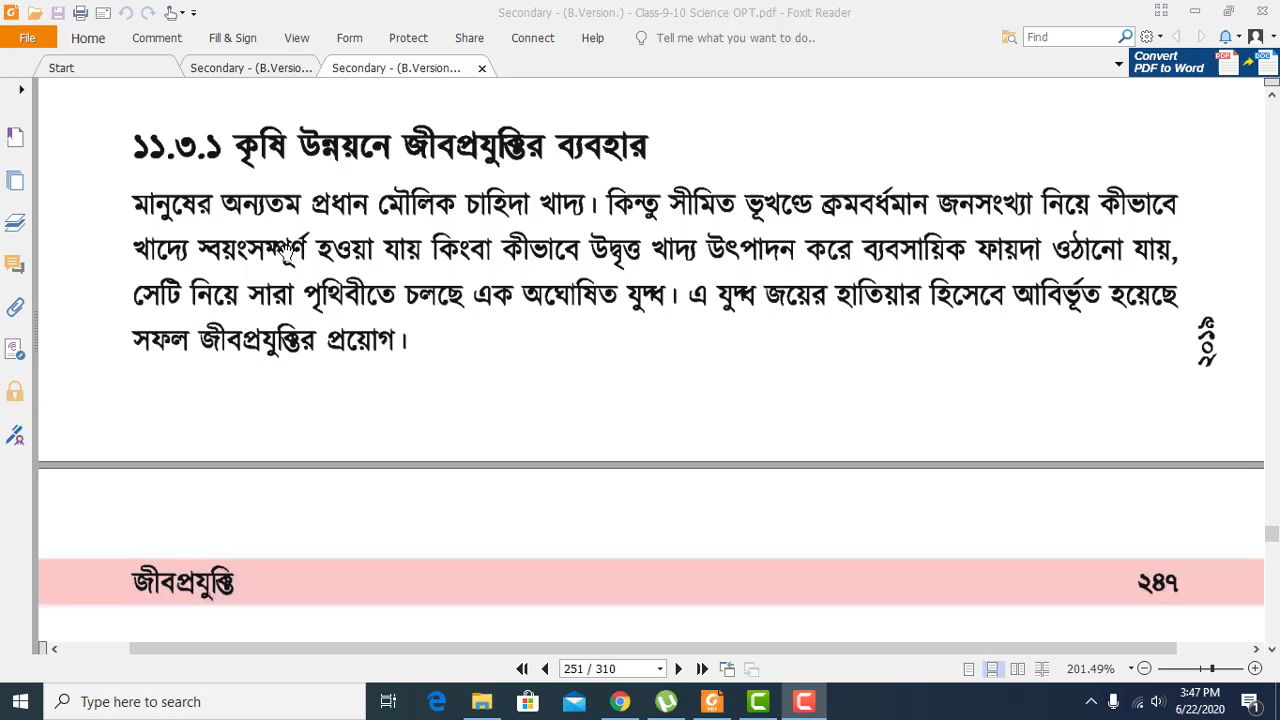 Secondary - (B.Version.) - Class-9-10 Science OPT.pdf - Foxit Reader
File Home Comment Fill & Sign View Form Protect Share Connect Help Tell me what you want to do.. Find
Start Secondary - (B.Versio... Secondary - (B.Version... Convert PDF to Word
১১.৩.১ কৃষি উন্নয়নে জীবপ্রযুক্তির ব্যবহার
মানুষের অন্যতম প্রধান মৌলিক চাহিদা খাদ্য। কিন্তু সীমিত ভূখণ্ডে ক্রমবর্ধমান জনসংখ্যা নিয়ে কীভাবে
খাদ্যে স্বয়ংসম্পূর্ণ হওয়া যায় কিংবা কীভাবে উদ্বৃত্ত খাদ্য উৎপাদন করে ব্যবসায়িক ফায়দা ওঠানো যায়,
সেটি নিয়ে সারা পৃথিবীতে চলছে এক অঘোষিত যুদ্ধ। এ যুদ্ধ জয়ের হাতিয়ার হিসেবে আবির্ভূত হয়েছে
সফল জীবপ্রযুক্তির প্রয়োগ।
২০১৯
জীবপ্রযুক্তি ২৪৭
251 / 310 201.49%
Type here to search
3:47 PM
6/22/2020